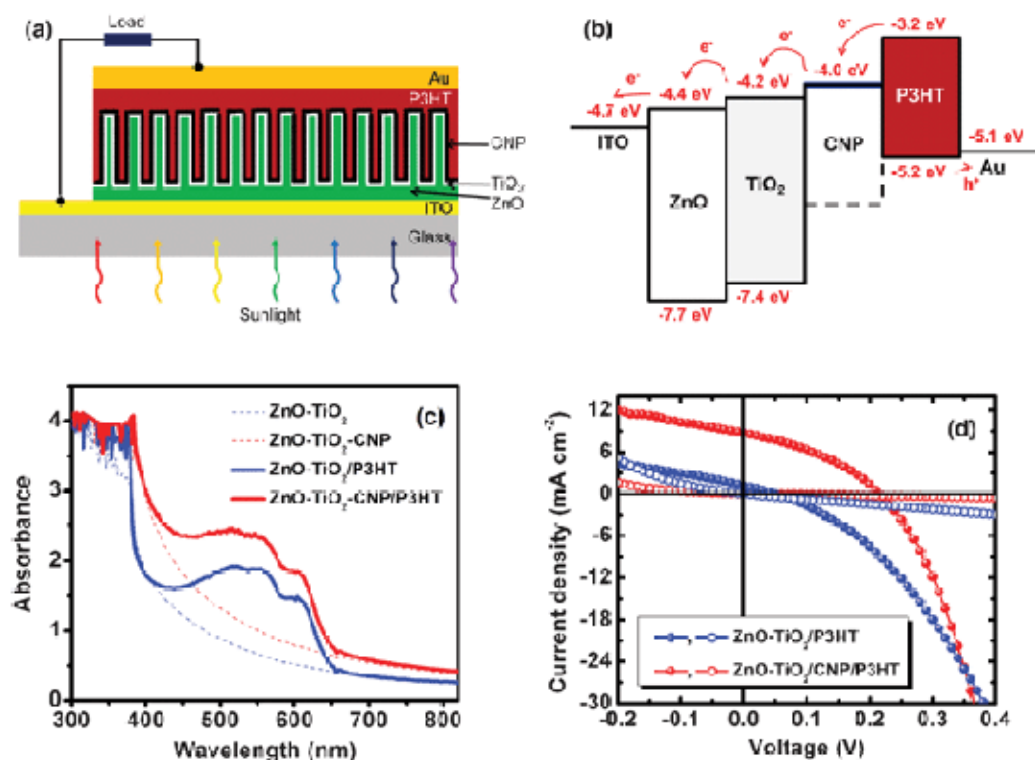 (a)
Load
Au
P3HT
CNP
TiO₂
ZnO
ITO
Glass
Sunlight
(b)
e⁻
e⁻
e⁻
e⁻
-3.2 eV
-4.0 eV
-4.2 eV
-4.4 eV
-4.7 eV
ITO
ZnO
TiO₂
CNP
P3HT
-5.1 eV
Au
-5.2 eV
h⁺
-7.4 eV
-7.7 eV
(c)
ZnO-TiO₂
ZnO-TiO₂-CNP
ZnO-TiO₂/P3HT
ZnO-TiO₂-CNP/P3HT
Absorbance
4
3
2
1
0
300 400 500 600 700 800
Wavelength (nm)
(d)
Current density (mA cm⁻²)
12
6
0
-6
-12
-18
-24
-30
ZnO-TiO₂/P3HT
ZnO-TiO₂/CNP/P3HT
-0.2 -0.1 0.0 0.1 0.2 0.3 0.4
Voltage (V)